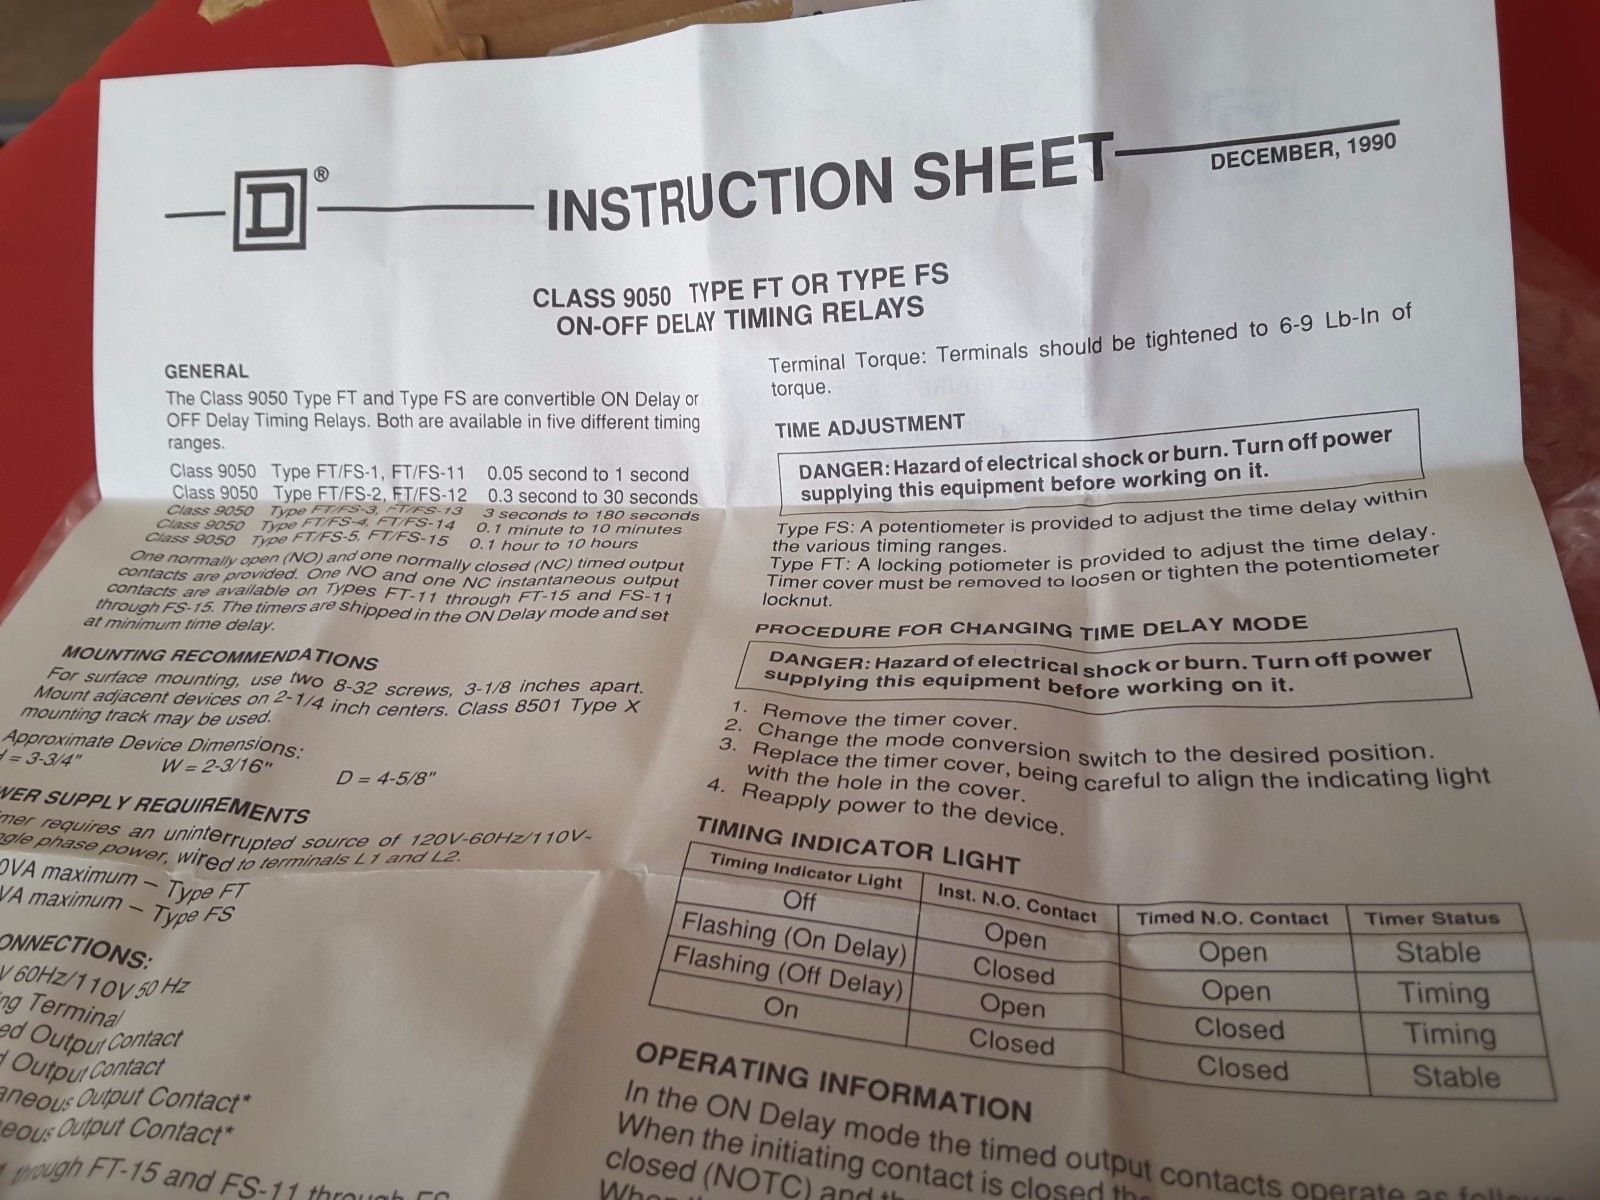 D®
INSTRUCTION SHEET
DECEMBER, 1990
CLASS 9050 TYPE FT OR TYPE FS
ON-OFF DELAY TIMING RELAYS
GENERAL
The Class 9050 Type FT and Type FS are convertible ON Delay or
OFF Delay Timing Relays. Both are available in five different timing
ranges.
Class 9050 Type FT/FS-1, FT/FS-11 0.05 second to 1 second
Class 9050 Type FT/FS-2, FT/FS-12 0.3 second to 30 seconds
Class 9050 Type FT/FS-3, FT/FS-13 3 seconds to 180 seconds
Class 9050 Type FT/FS-4, FT/FS-14 0.1 minute to 10 minutes
Class 9050 Type FT/FS-5, FT/FS-15 0.1 hour to 10 hours
One normally open (NO) and one normally closed (NC) timed output
contacts are provided. One NO and one NC instantaneous output
contacts are available on Types FT-11 through FT-15 and FS-11
through FS-15. The timers are shipped in the ON Delay mode and set
at minimum time delay.
MOUNTING RECOMMENDATIONS
For surface mounting, use two 8-32 screws, 3-1/8 inches apart.
Mount adjacent devices on 2-1/4 inch centers. Class 8501 Type X
mounting track may be used.
Approximate Device Dimensions:
= 3-3/4" W = 2-3/16" D = 4-5/8"
WER SUPPLY REQUIREMENTS
mer requires an uninterrupted source of 120V-60Hz/110V-
gle phase power, wired to terminals L1 and L2.
0VA maximum – Type FT
VA maximum – Type FS
ONNECTIONS:
V 60Hz/110V 50 Hz
ng Terminal
ed Output Contact
d Output Contact
aneous Output Contact*
eous Output Contact*
through FT-15 and FS-11 through FS
Terminal Torque: Terminals should be tightened to 6-9 Lb-In of
torque.
TIME ADJUSTMENT
DANGER: Hazard of electrical shock or burn. Turn off power
supplying this equipment before working on it.
Type FS: A potentiometer is provided to adjust the time delay within
the various timing ranges.
Type FT: A locking potiometer is provided to adjust the time delay.
Timer cover must be removed to loosen or tighten the potentiometer
locknut.
PROCEDURE FOR CHANGING TIME DELAY MODE
DANGER: Hazard of electrical shock or burn. Turn off power
supplying this equipment before working on it.
1. Remove the timer cover.
2. Change the mode conversion switch to the desired position.
3. Replace the timer cover, being careful to align the indicating light
with the hole in the cover.
4. Reapply power to the device.
TIMING INDICATOR LIGHT
Timing Indicator Light Inst. N.O. Contact Timed N.O. Contact Timer Status
Off Open Open Stable
Flashing (On Delay) Closed Open Timing
Flashing (Off Delay) Open Closed Timing
On Closed Closed Stable
OPERATING INFORMATION
In the ON Delay mode the timed output contacts operate as
When the initiating contact is closed
closed (NOTC) and